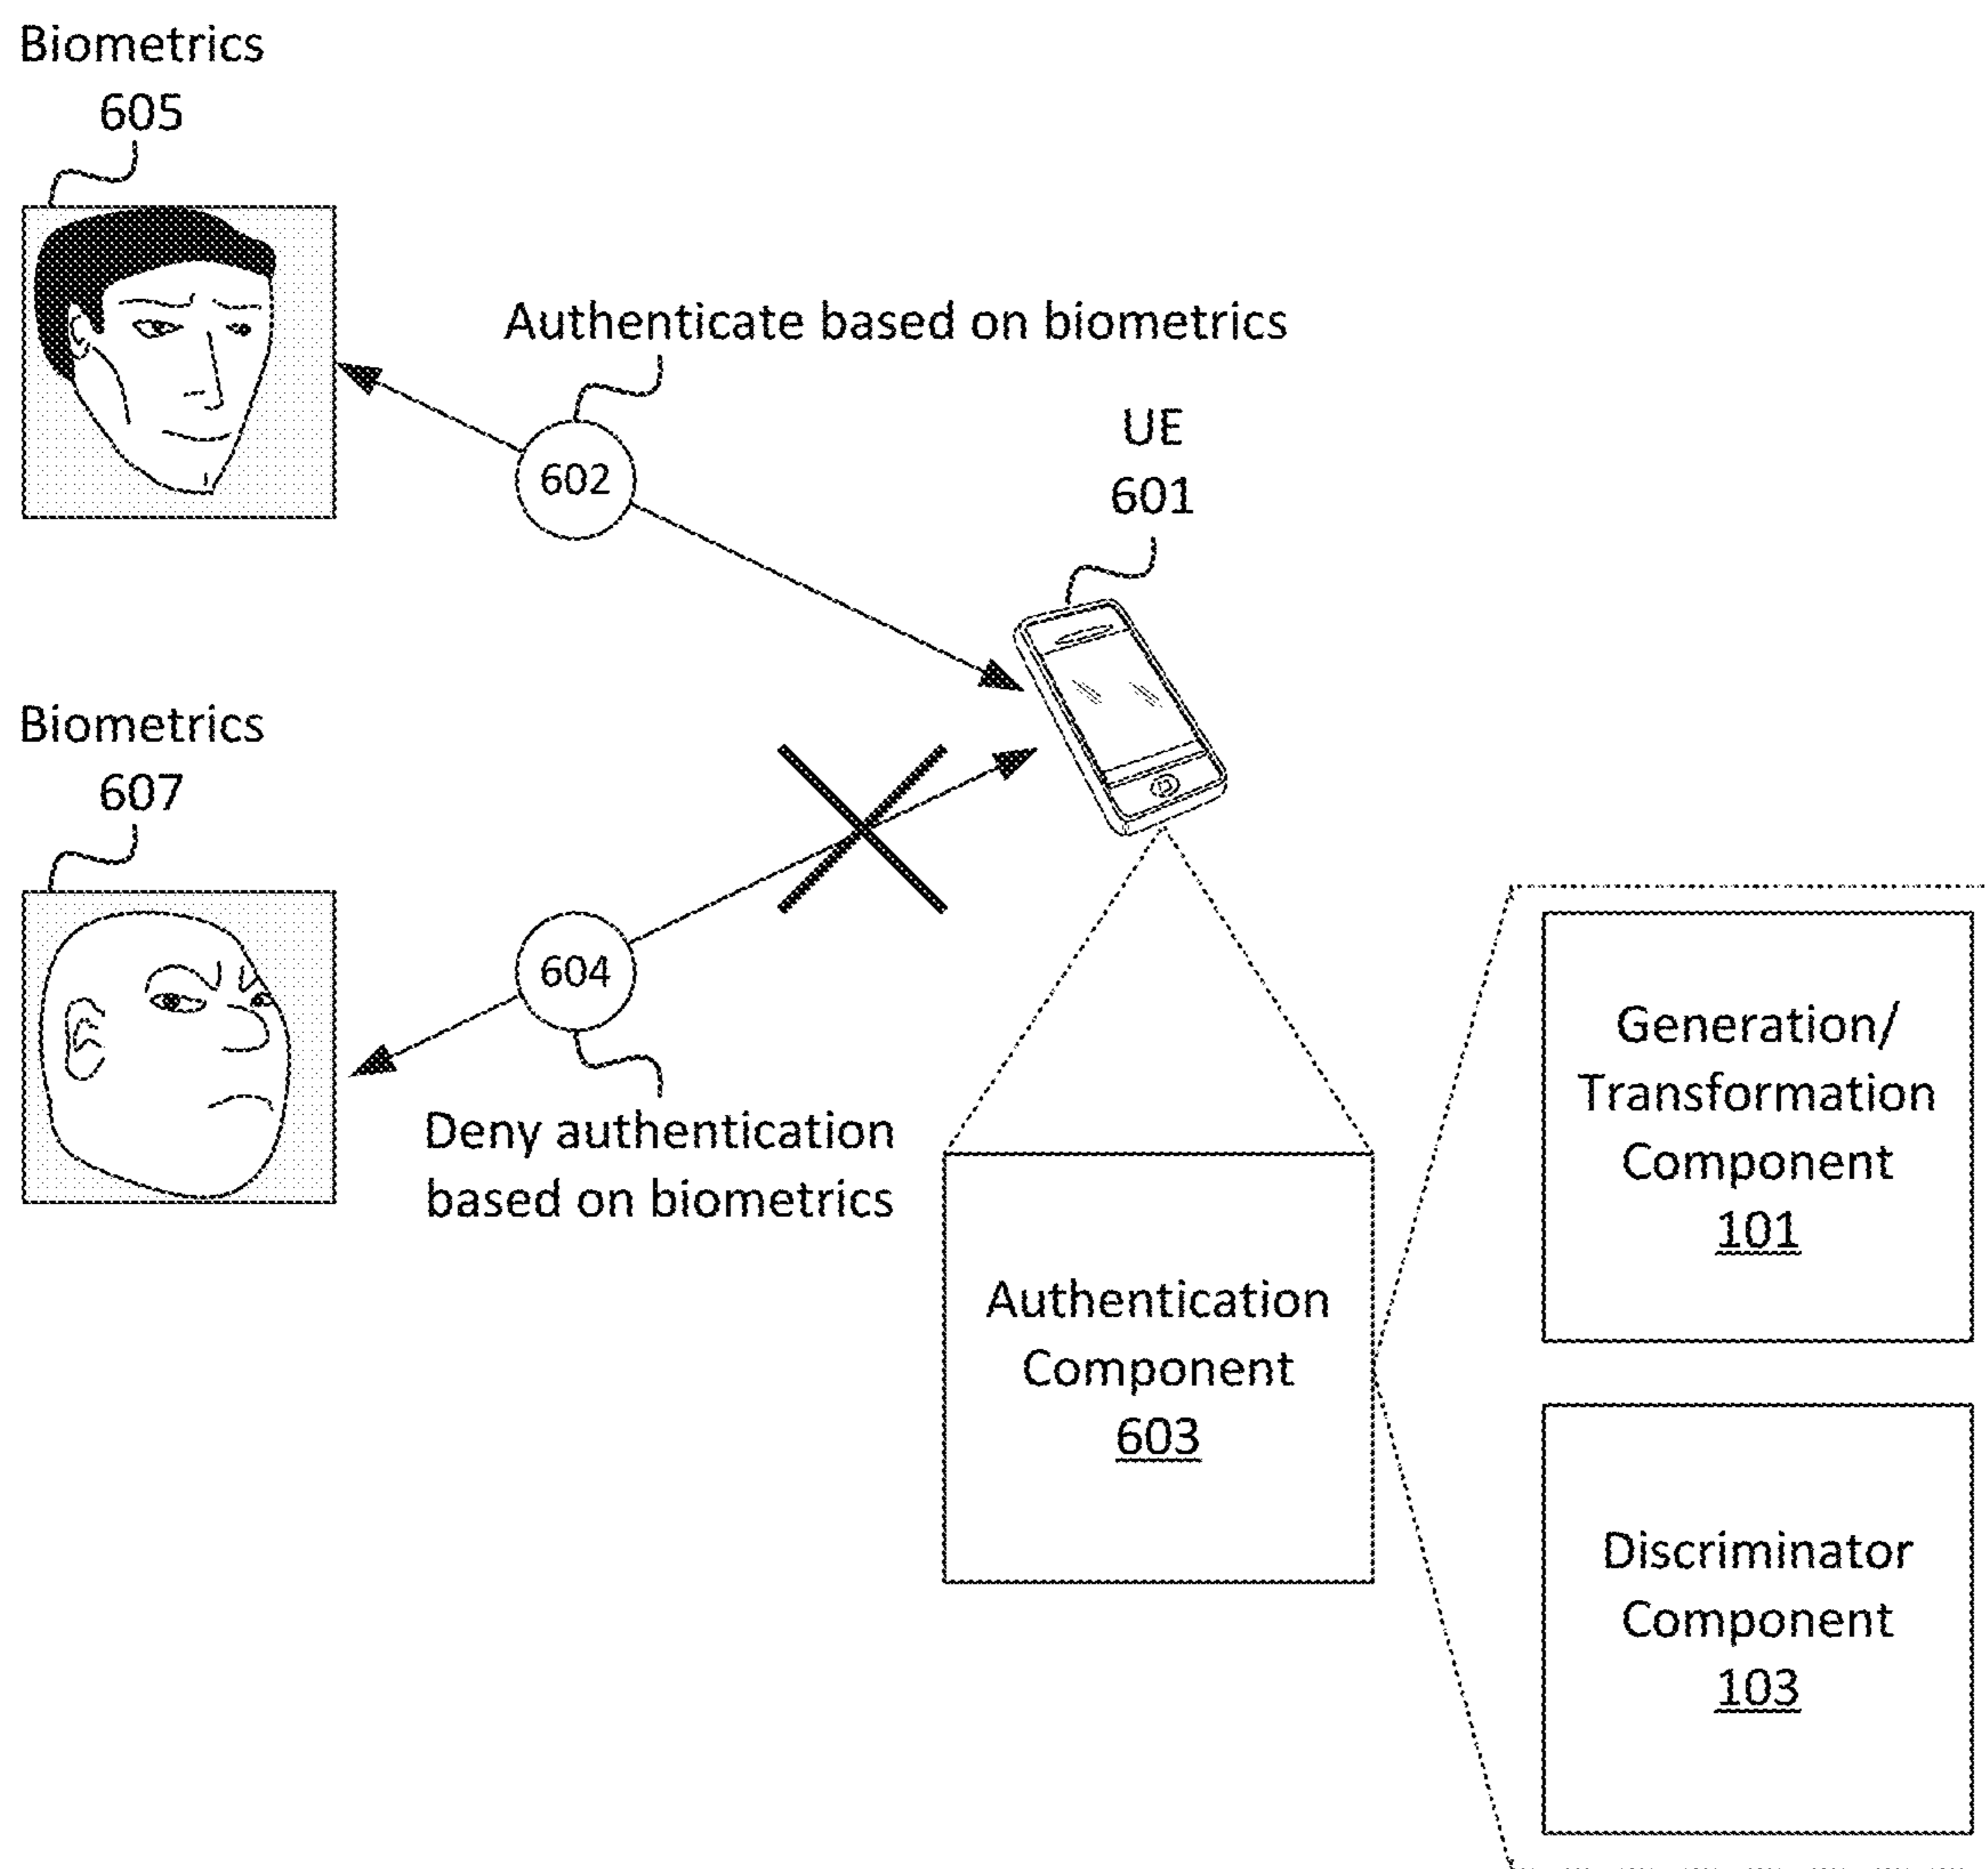 Biometrics
605
Authenticate based on biometrics
602
UE
601
Biometrics
607
604
Deny authentication
based on biometrics
Authentication
Component
603
Generation/
Transformation
Component
101
Discriminator
Component
103